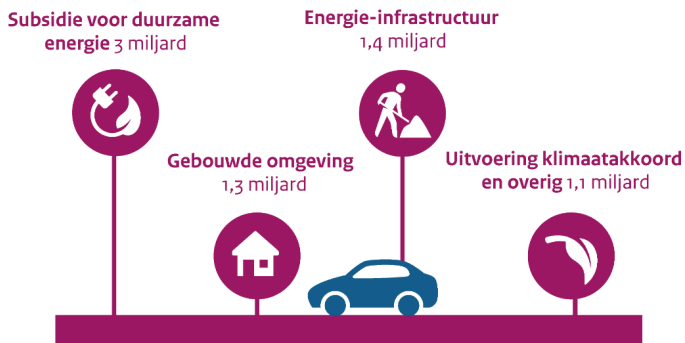 Subsidie voor duurzame
energie 3 miljard
Energie-infrastructuur
1,4 miljard
Gebouwde omgeving
1,3 miljard
Uitvoering klimaatakkoord
en overig 1,1 miljard